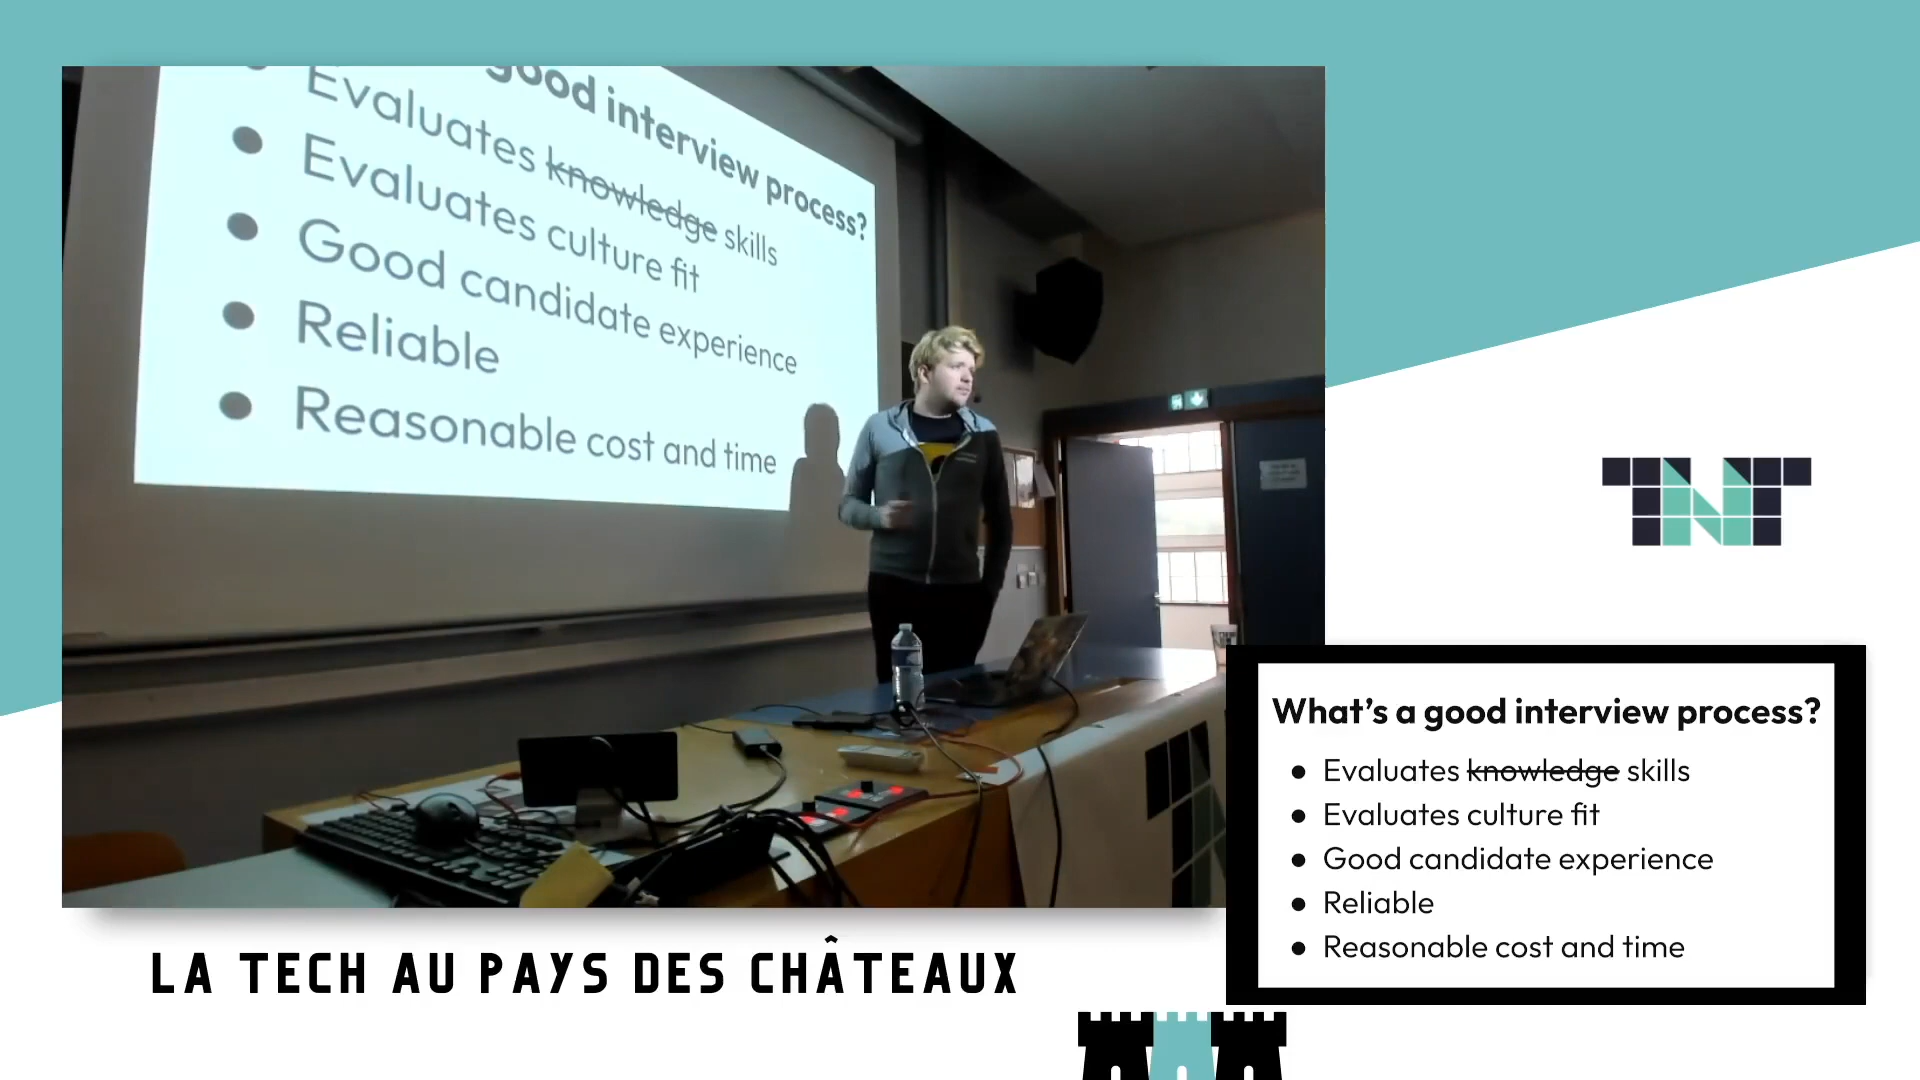 good interview process?
Evaluates knowledge skills
Evaluates culture fit
Good candidate experience
Reliable
Reasonable cost and time
TNT
What's a good interview process?
Evaluates knowledge skills
Evaluates culture fit
Good candidate experience
Reliable
Reasonable cost and time
LA TECH AU PAYS DES CHÂTEAUX